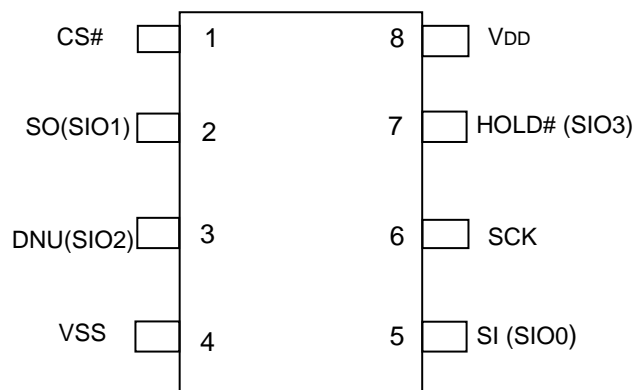 CS# 1 8 VDD
SO(SIO1) 2 7 HOLD# (SIO3)
DNU(SIO2) 3 6 SCK
VSS 4 5 SI (SIO0)